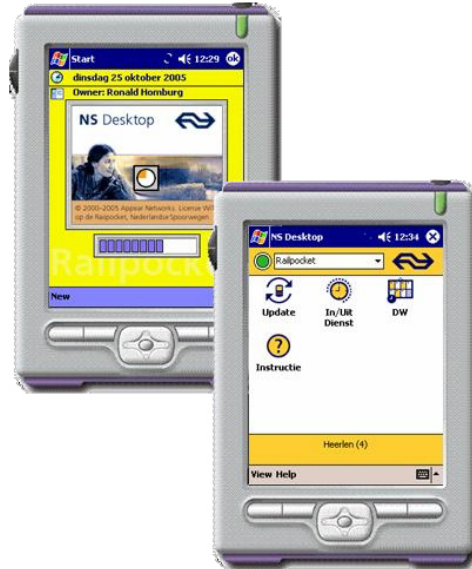 Start 12:29 ok
dinsdag 25 oktober 2005
Owner: Ronald Homburg
NS Desktop
© 2000-2005 Appear Networks. License
op de Railpocket, Nederlandse Spoorwegen
Railpocke
New
NS Desktop 12:34
Railpocket
Update
In/Uit
Dienst
DW
Instructie
Heerlen (4)
View Help